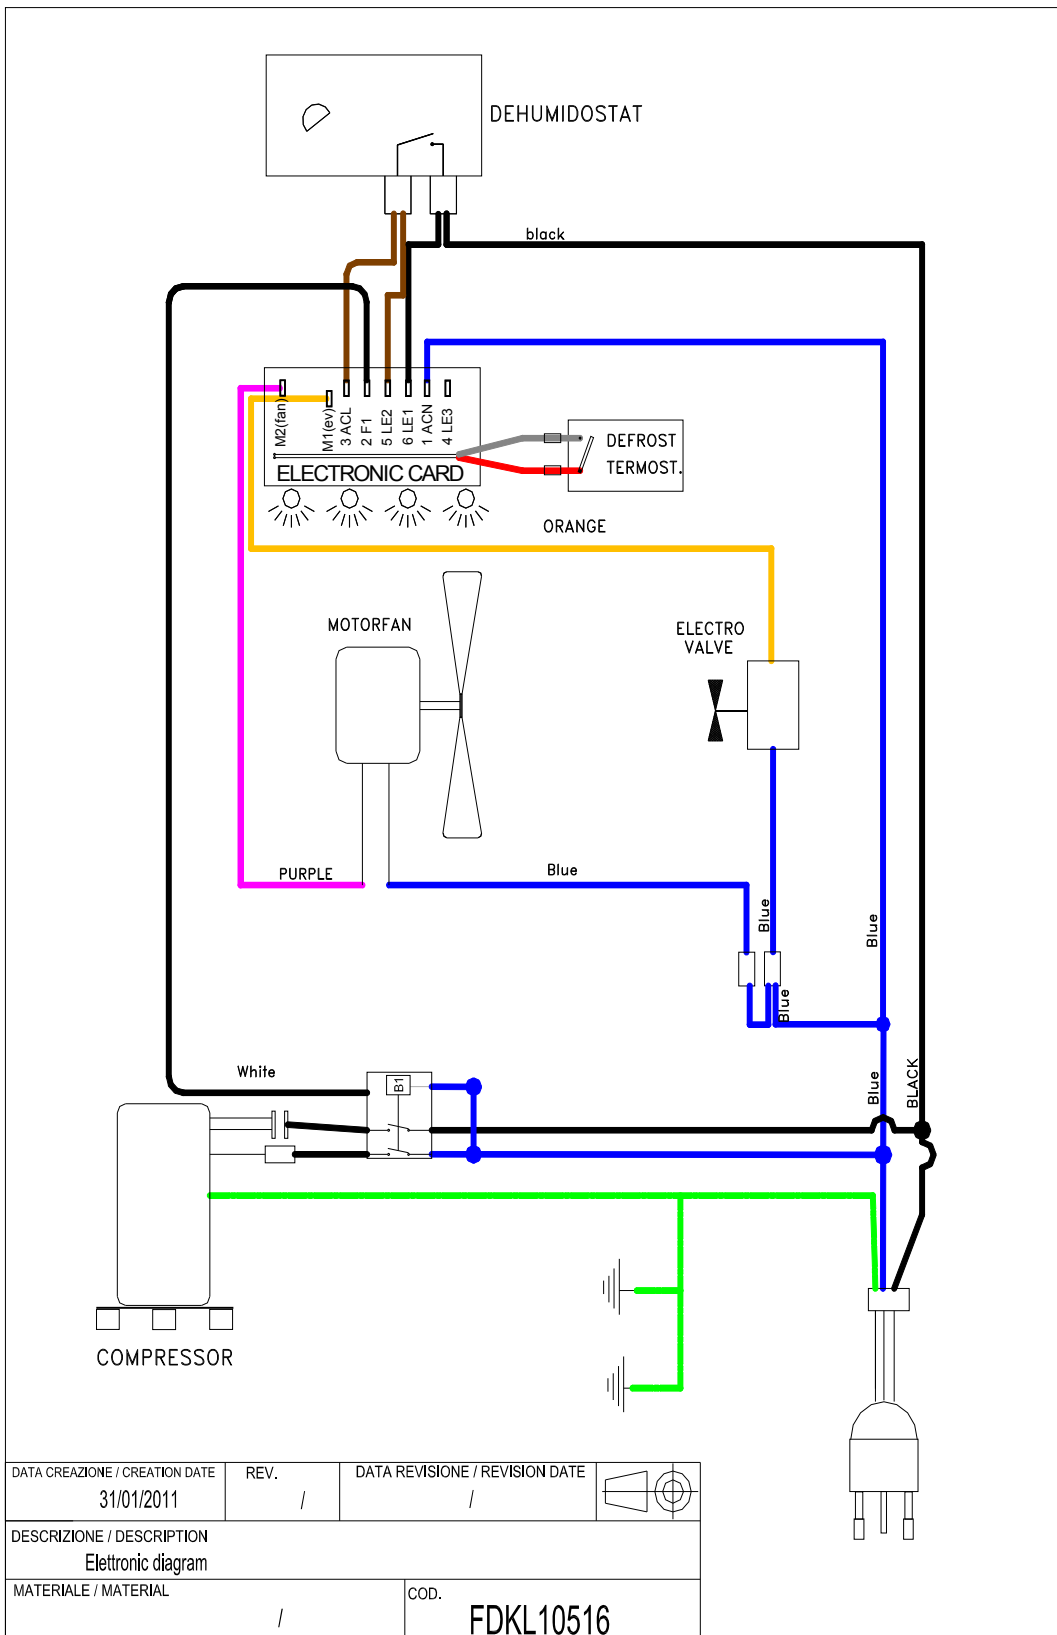 DEHUMIDOSTAT
black
M2(fan)
M1(ev)
3 ACL
2 F1
5 LE2
6 LE1
1 ACN
4 LE3
ELECTRONIC CARD
DEFROST
TERMOST.
ORANGE
MOTORFAN
ELECTRO
VALVE
PURPLE
Blue
Blue
Blue
Blue
Blue
BLACK
White
B1
COMPRESSOR
DATA CREAZIONE / CREATION DATE
31/01/2011
REV.
/
DATA REVISIONE / REVISION DATE
/
DESCRIZIONE / DESCRIPTION
Elettronic diagram
MATERIALE / MATERIAL
/
COD.
FDKL10516